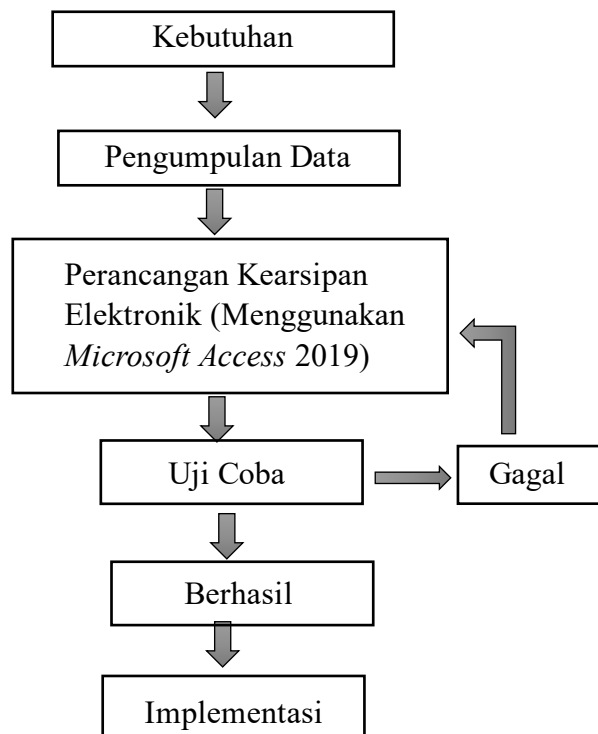 Kebutuhan
Pengumpulan Data
Perancangan Kearsipan
Elektronik (Menggunakan
Microsoft Access 2019)
Uji Coba
Gagal
Berhasil
Implementasi